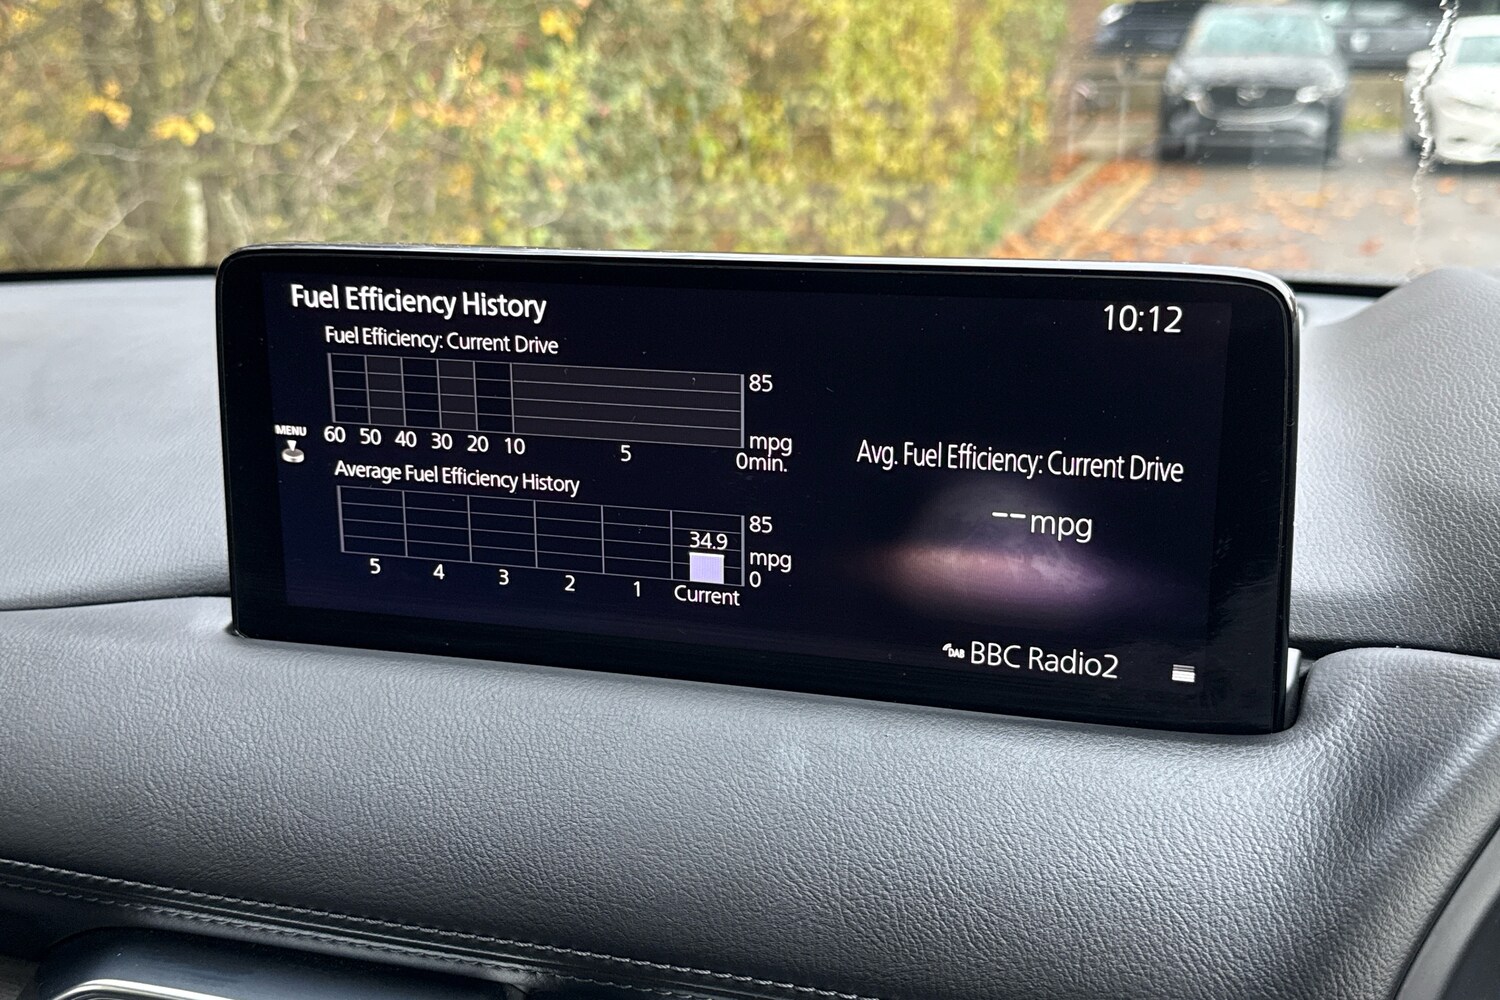 Fuel Efficiency History
10:12
Fuel Efficiency: Current Drive
85
MENU
60 50 40 30 20 10 5
mpg
0min.
Avg. Fuel Efficiency: Current Drive
--mpg
Average Fuel Efficiency History
85
34.9
mpg
0
5 4 3 2 1 Current
DAB BBC Radio2